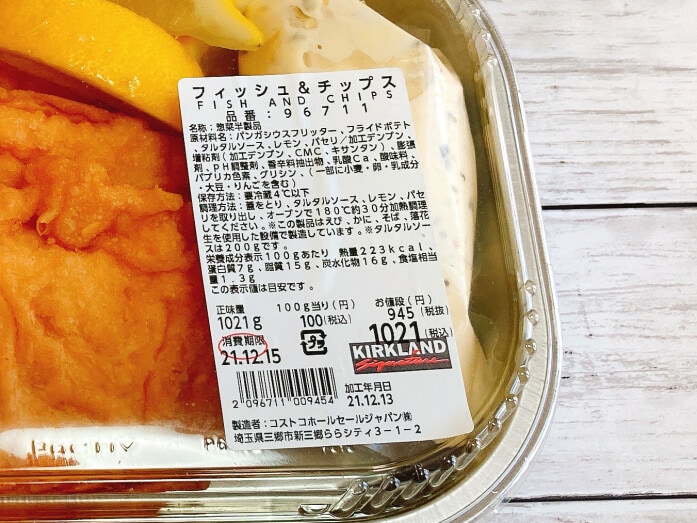 フィッシュ&チップス
FISH AND CHIPS
品番:96711
名称:惣菜半製品
原材料名:パンガシウスフリッター、フライドポテト
、タルタルソース、レモン、パセリ/加工デンプン、
増粘剤(加工デンプン、CMC、キサンタン)、膨張
剤、PH調整剤、香辛料抽出物、乳酸Ca、酸味料、
パプリカ色素、グリシン、(一部に小麦・卵・乳成分
・大豆・りんごを含む)
保存方法:要冷蔵4℃以下
調理方法:蓋をとり、タルタルソース、レモン、パセ
リを取り出し、オーブンで180℃約30分加熱調理
してください。※この製品はえび、かに、そば、落花
生を使用した設備で製造しています。※タルタルソー
スは200gです。
栄養成分表示100gあたり 熱量223kcal、
蛋白質7g、脂質15g、炭水化物16g、食塩相当
量1.3g
この表示値は目安です。
正味量 100g当り(円) お値段(円)
1021g 100(税込) 945(税抜)
1021(税込)
消費期限
21.12.15
KIRKLAND
Signature
加工年月日
21.12.13
2096711009454
製造者:コストコホールセールジャパン㈱
埼玉県三郷市新三郷ららシティ3-1-2